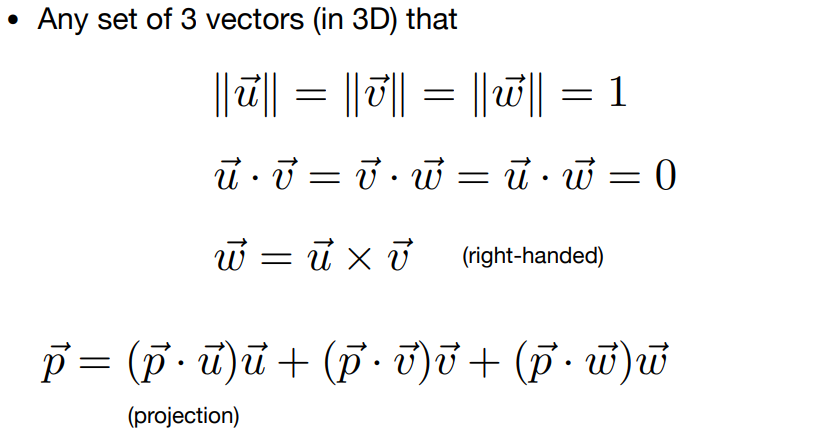 • Any set of 3 vectors (in 3D) that
‖u⃗‖ = ‖v⃗‖ = ‖w⃗‖ = 1
u⃗ · v⃗ = v⃗ · w⃗ = u⃗ · w⃗ = 0
w⃗ = u⃗ × v⃗ (right-handed)
p⃗ = (p⃗ · u⃗)u⃗ + (p⃗ · v⃗)v⃗ + (p⃗ · w⃗)w⃗
(projection)